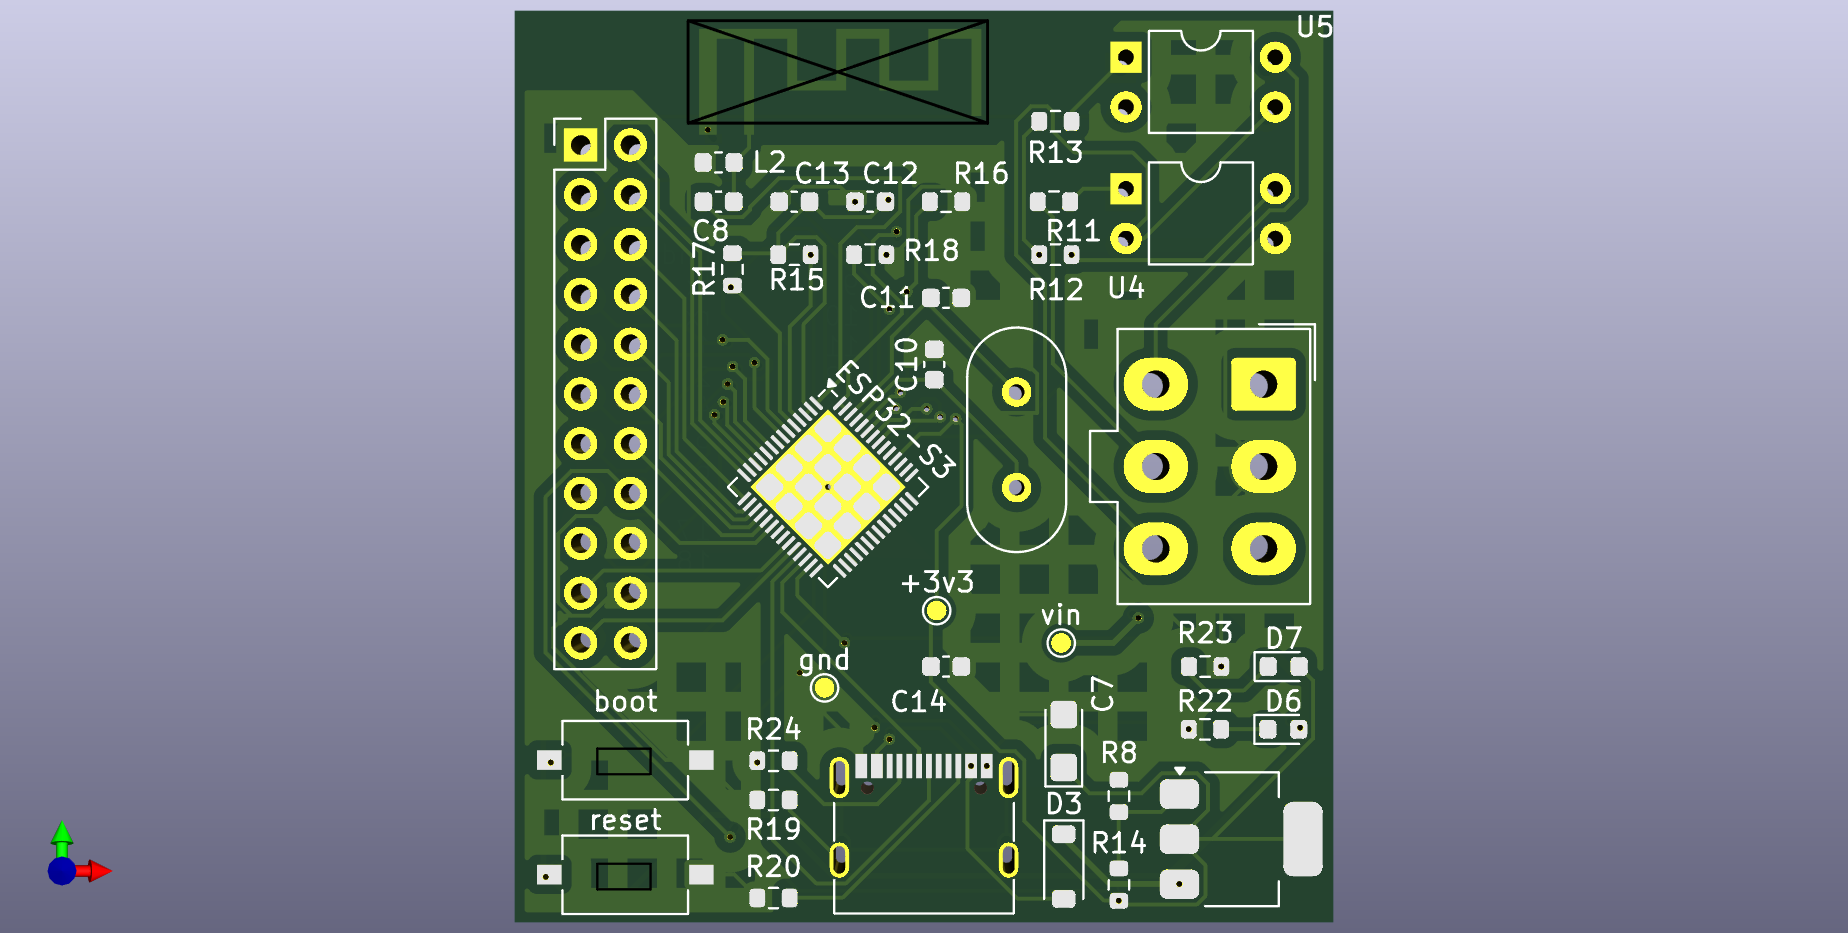 U5
R13
L2
C13
C12
R16
C8
R11
R17
R15
R18
R12
U4
C11
C10
ESP32-S3
+3v3
vin
gnd
R23
D7
C14
C7
R22
D6
boot
R24
R8
reset
R19
D3
R14
R20